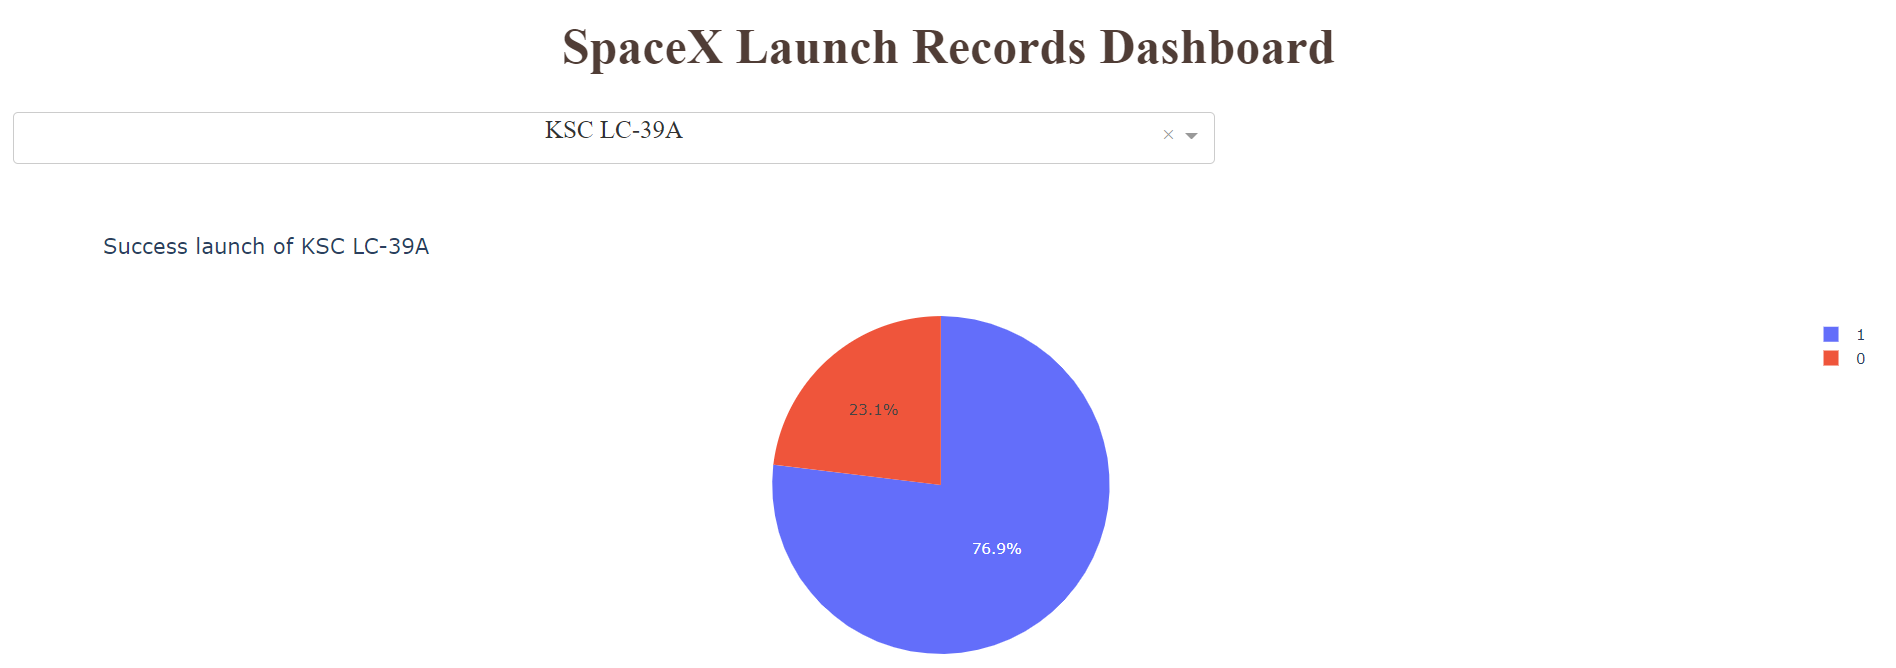 SpaceX Launch Records Dashboard
KSC LC-39A
×
Success launch of KSC LC-39A
1
0
23.1%
76.9%